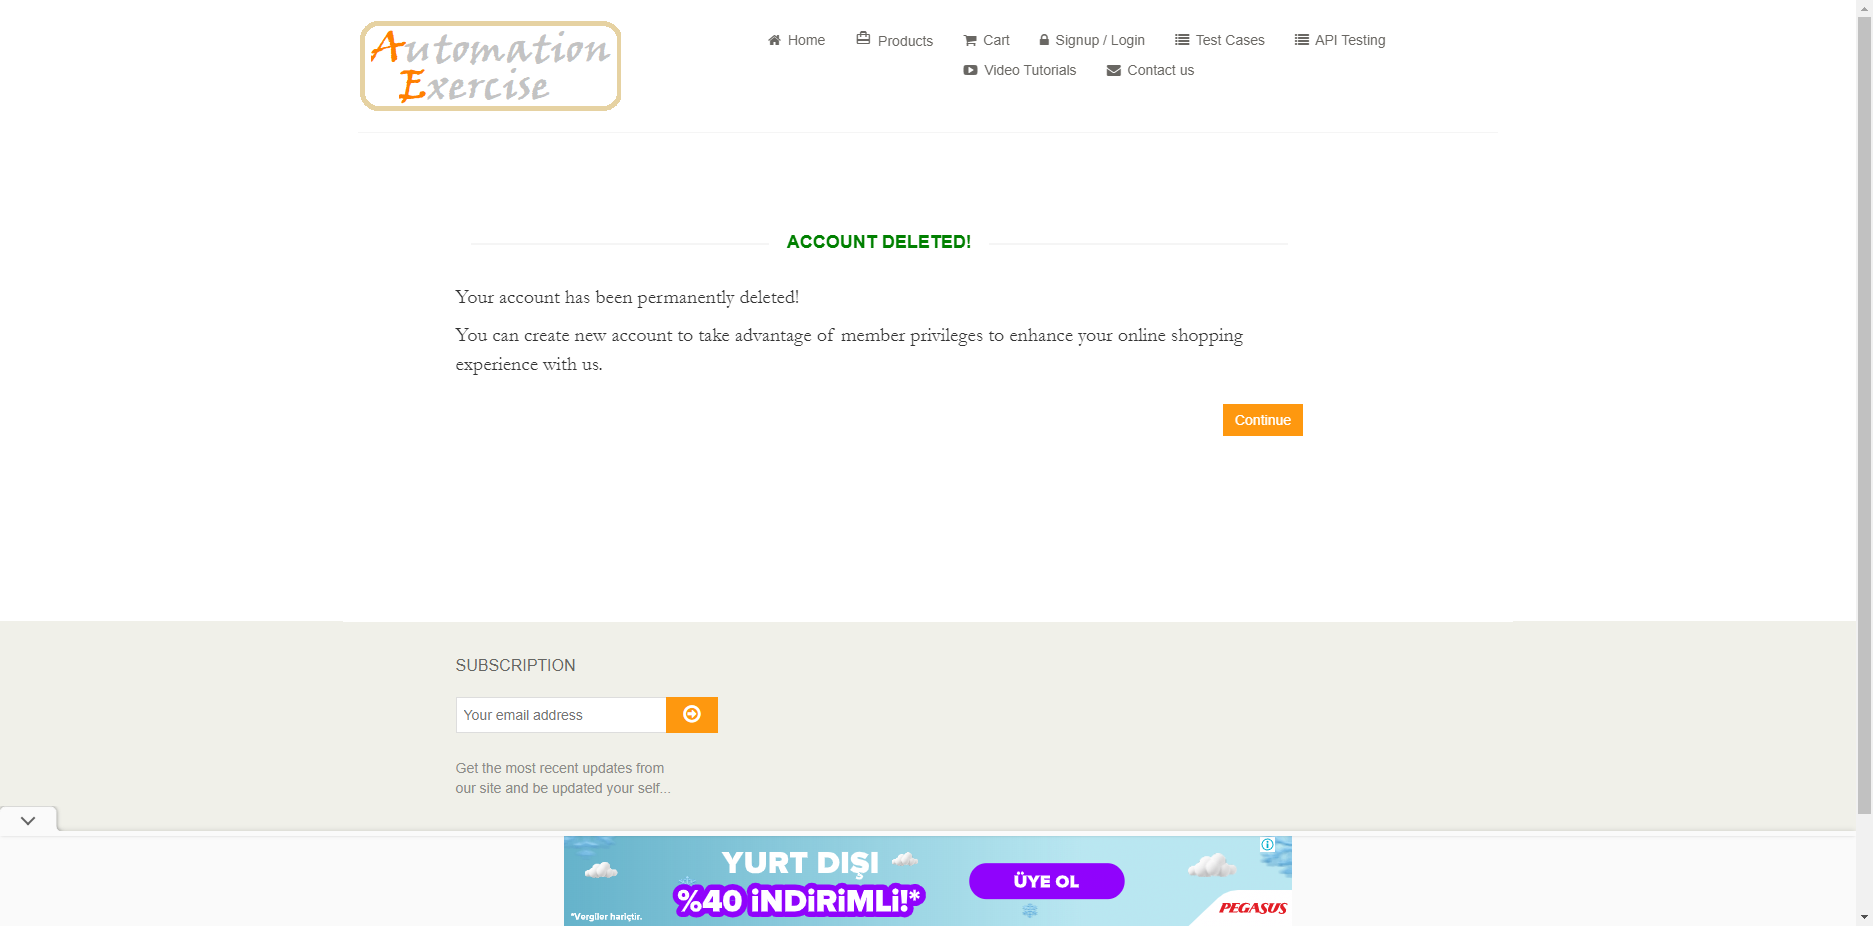 Automation
Exercise
Home Products Cart Signup / Login Test Cases API Testing
Video Tutorials Contact us
ACCOUNT DELETED!
Your account has been permanently deleted!
You can create new account to take advantage of member privileges to enhance your online shopping
experience with us.
Continue
SUBSCRIPTION
Your email address
Get the most recent updates from
our site and be updated your self...
YURT DIŞI
%40 İNDİRİMLİ!*
ÜYE OL
*Vergiler hariçtir.
PEGASUS